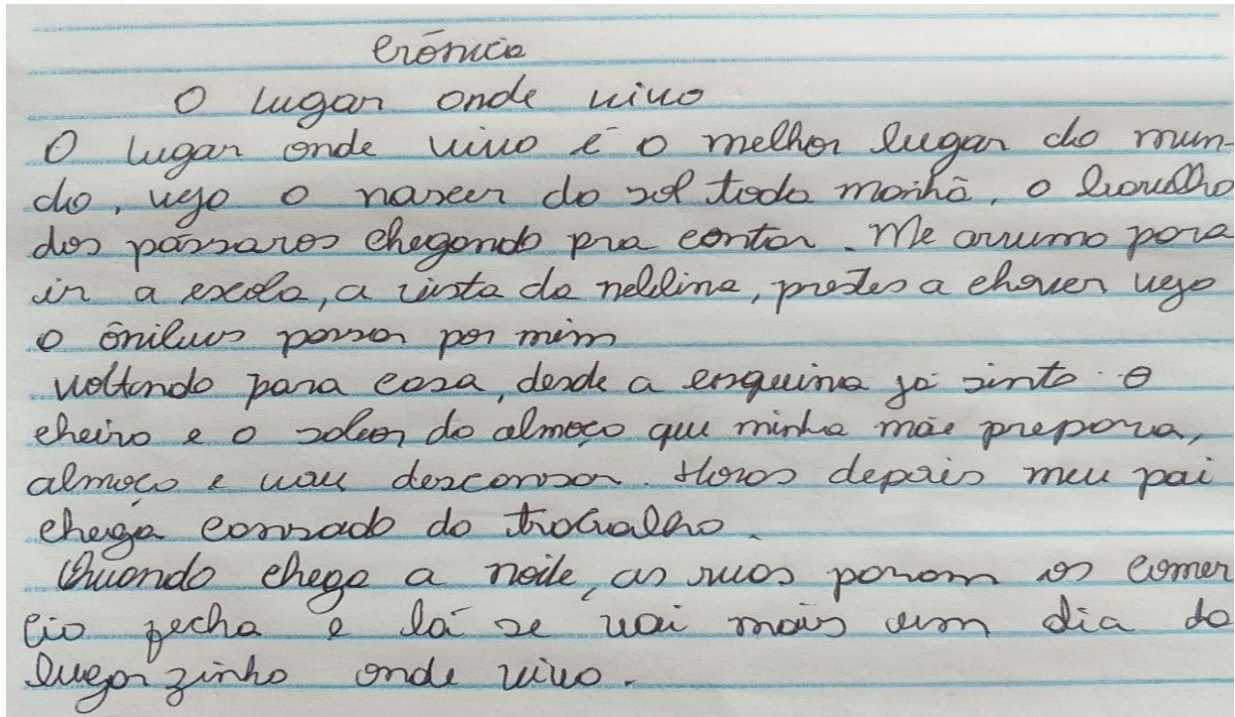 Crônica
O lugar onde vivo
O lugar onde vivo é o melhor lugar do mun-
do, vejo o nascer do sol toda manhã, o barulho
dos pássaros chegando pra contar. Me arrumo para
ir a escola, a vista da neblina, prestes a chover vejo
o ônibus passar por mim
voltando para casa, desde a esquina já sinto o
cheiro e o sabor do almoço que minha mãe prepara,
almoço e vou descansar. Horas depois meu pai
chega cansado do trabalho.
Quando chega a noite, as ruas param os comer
cio fecha e lá se vai mais um dia do
lugarzinho onde vivo.